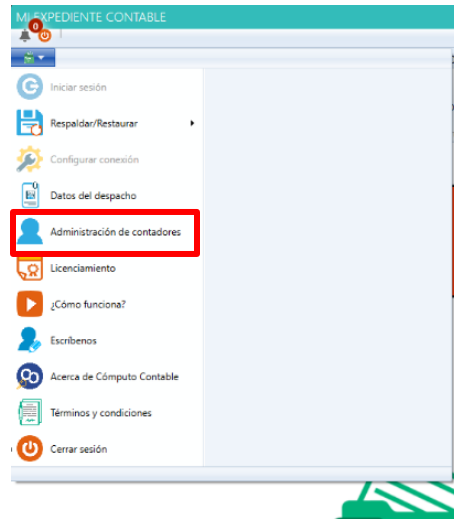 MI EXPEDIENTE CONTABLE
0
Iniciar sesión
Respaldar/Restaurar
Configurar conexión
Datos del despacho
Administración de contadores
Licenciamiento
¿Cómo funciona?
Escríbenos
Acerca de Cómputo Contable
Términos y condiciones
Cerrar sesión